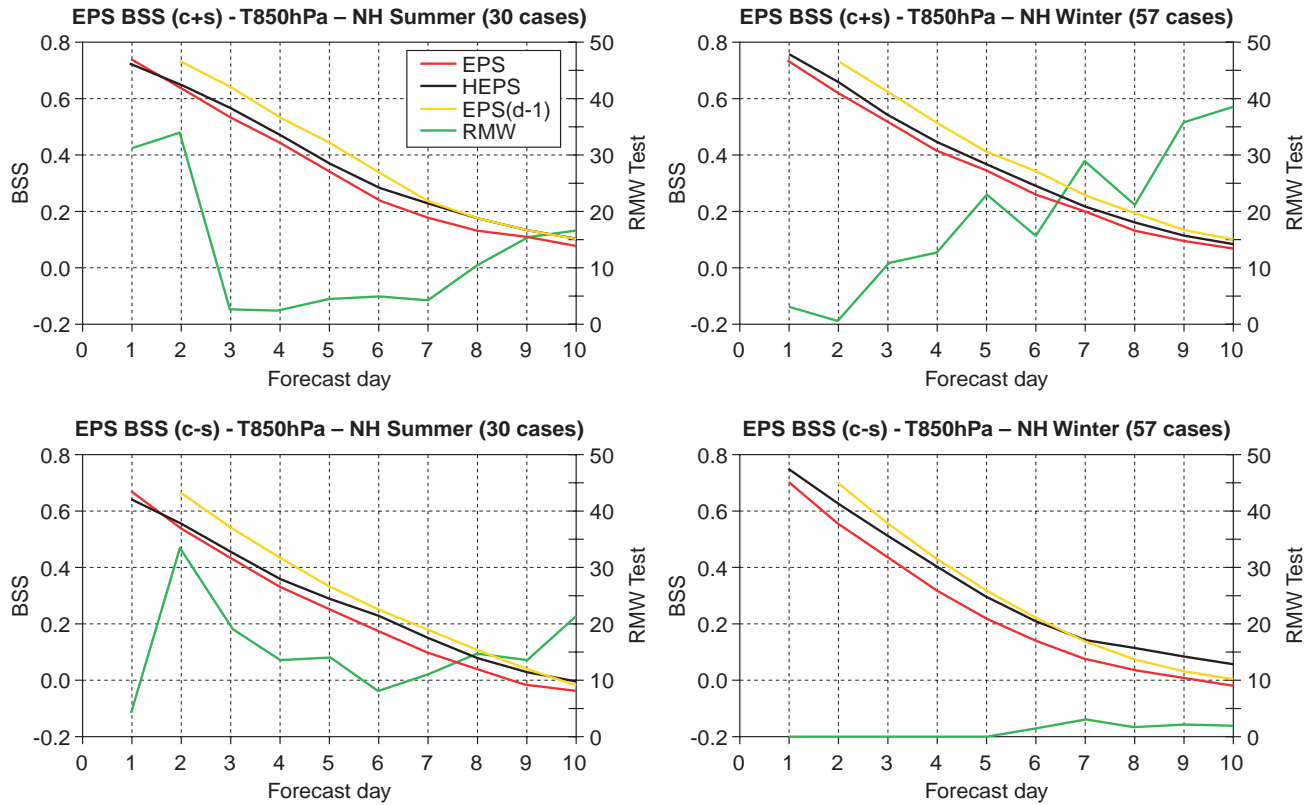 EPS BSS (c+s) - T850hPa – NH Summer (30 cases)
0.8
0.6
0.4
0.2
0.0
-0.2
BSS
50
40
30
20
10
0
RMW Test
EPS
HEPS
EPS(d-1)
RMW
0 1 2 3 4 5 6 7 8 9 10
Forecast day
EPS BSS (c+s) - T850hPa – NH Winter (57 cases)
0.8
0.6
0.4
0.2
0.0
-0.2
BSS
50
40
30
20
10
0
RMW Test
0 1 2 3 4 5 6 7 8 9 10
Forecast day
EPS BSS (c-s) - T850hPa – NH Summer (30 cases)
0.8
0.6
0.4
0.2
0.0
-0.2
BSS
50
40
30
20
10
0
RMW Test
0 1 2 3 4 5 6 7 8 9 10
Forecast day
EPS BSS (c-s) - T850hPa – NH Winter (57 cases)
0.8
0.6
0.4
0.2
0.0
-0.2
BSS
50
40
30
20
10
0
RMW Test
0 1 2 3 4 5 6 7 8 9 10
Forecast day